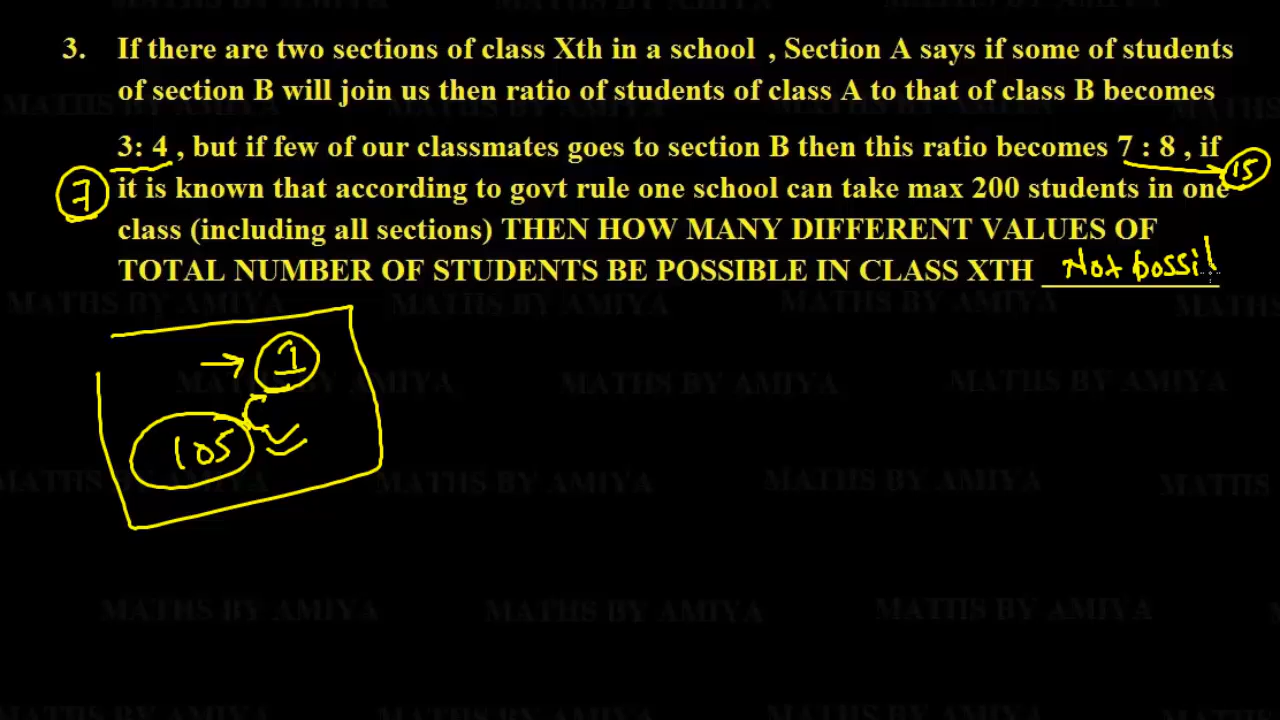 3. If there are two sections of class Xth in a school , Section A says if some of students
of section B will join us then ratio of students of class A to that of class B becomes
3: 4 , but if few of our classmates goes to section B then this ratio becomes 7 : 8 , if
15
7
it is known that according to govt rule one school can take max 200 students in one
class (including all sections) THEN HOW MANY DIFFERENT VALUES OF
TOTAL NUMBER OF STUDENTS BE POSSIBLE IN CLASS XTH Not possil
1
105
MATHS BY AMIYA